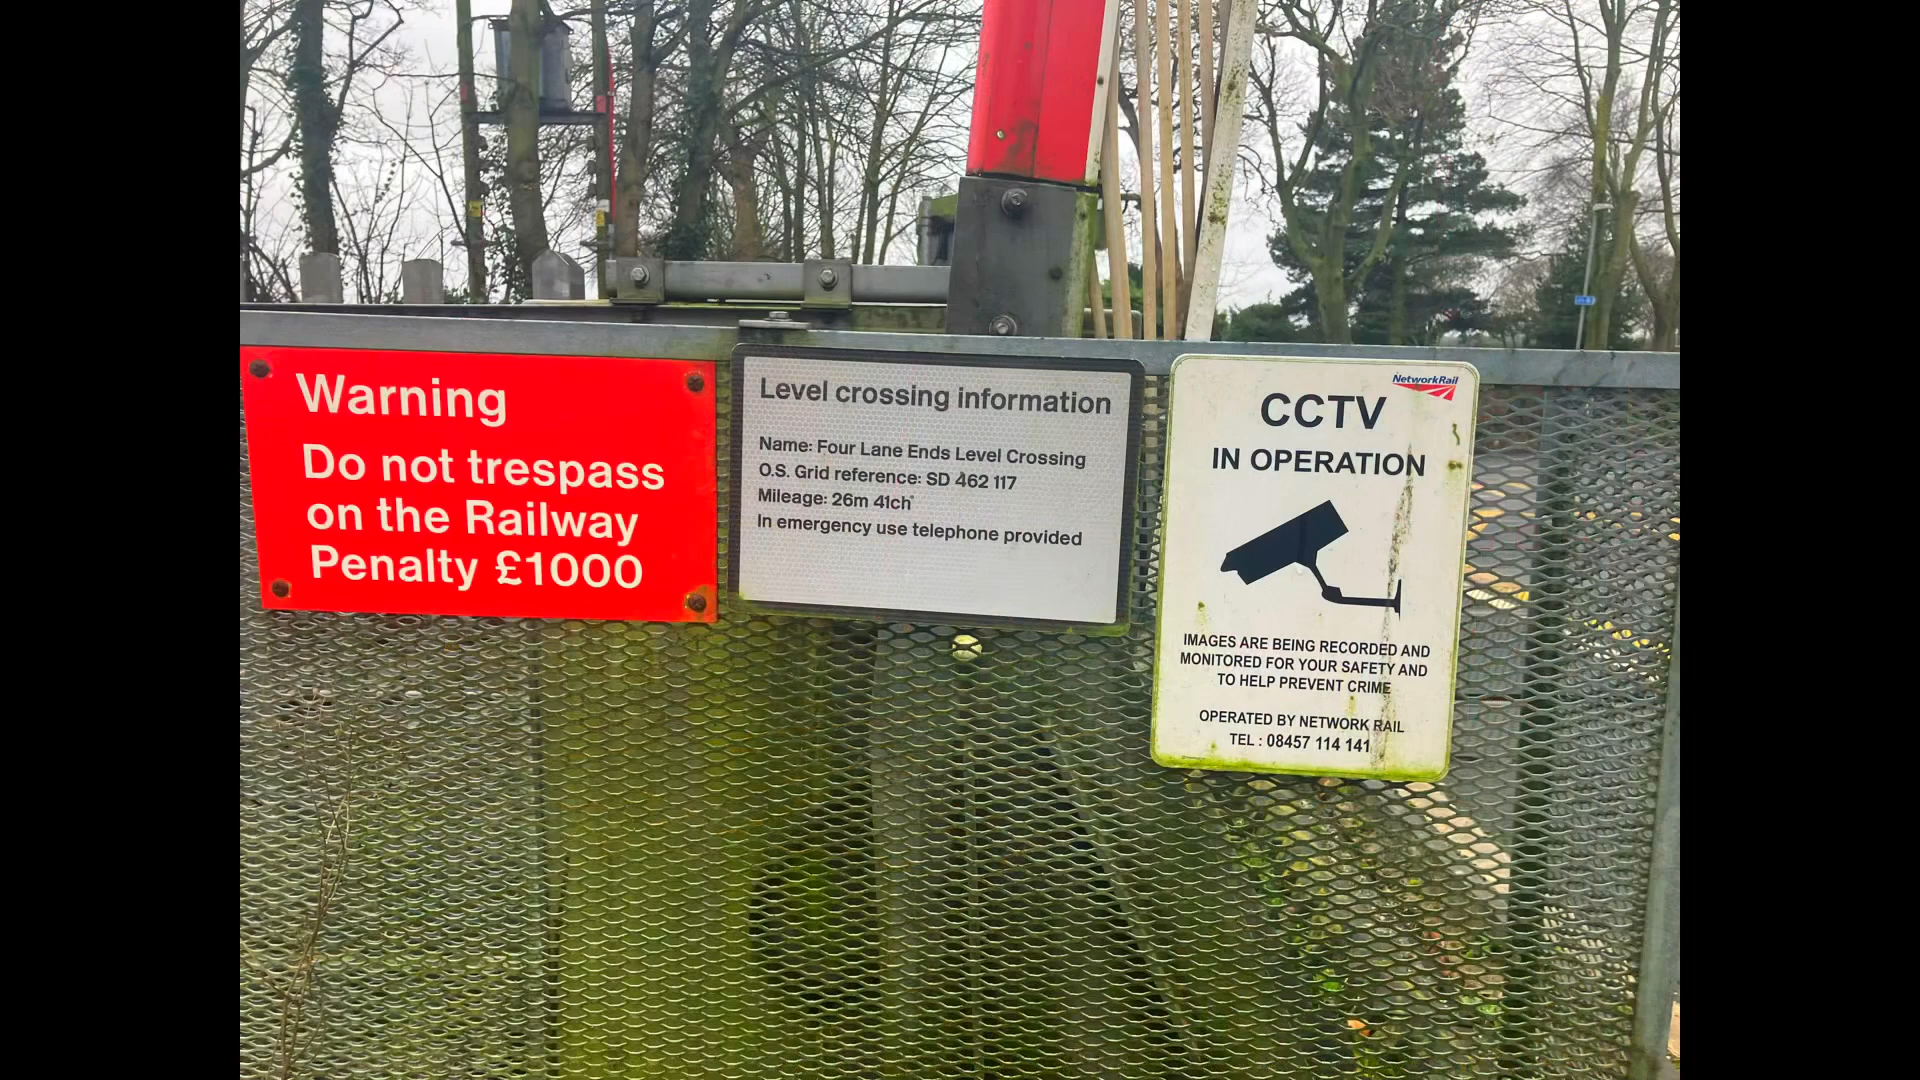 Warning
Do not trespass
on the Railway
Penalty £1000
Level crossing information
Name: Four Lane Ends Level Crossing
O.S. Grid reference: SD 462 117
Mileage: 26m 41ch
In emergency use telephone provided
NetworkRail
CCTV
IN OPERATION
IMAGES ARE BEING RECORDED AND
MONITORED FOR YOUR SAFETY AND
TO HELP PREVENT CRIME
OPERATED BY NETWORK RAIL
TEL : 08457 114 141